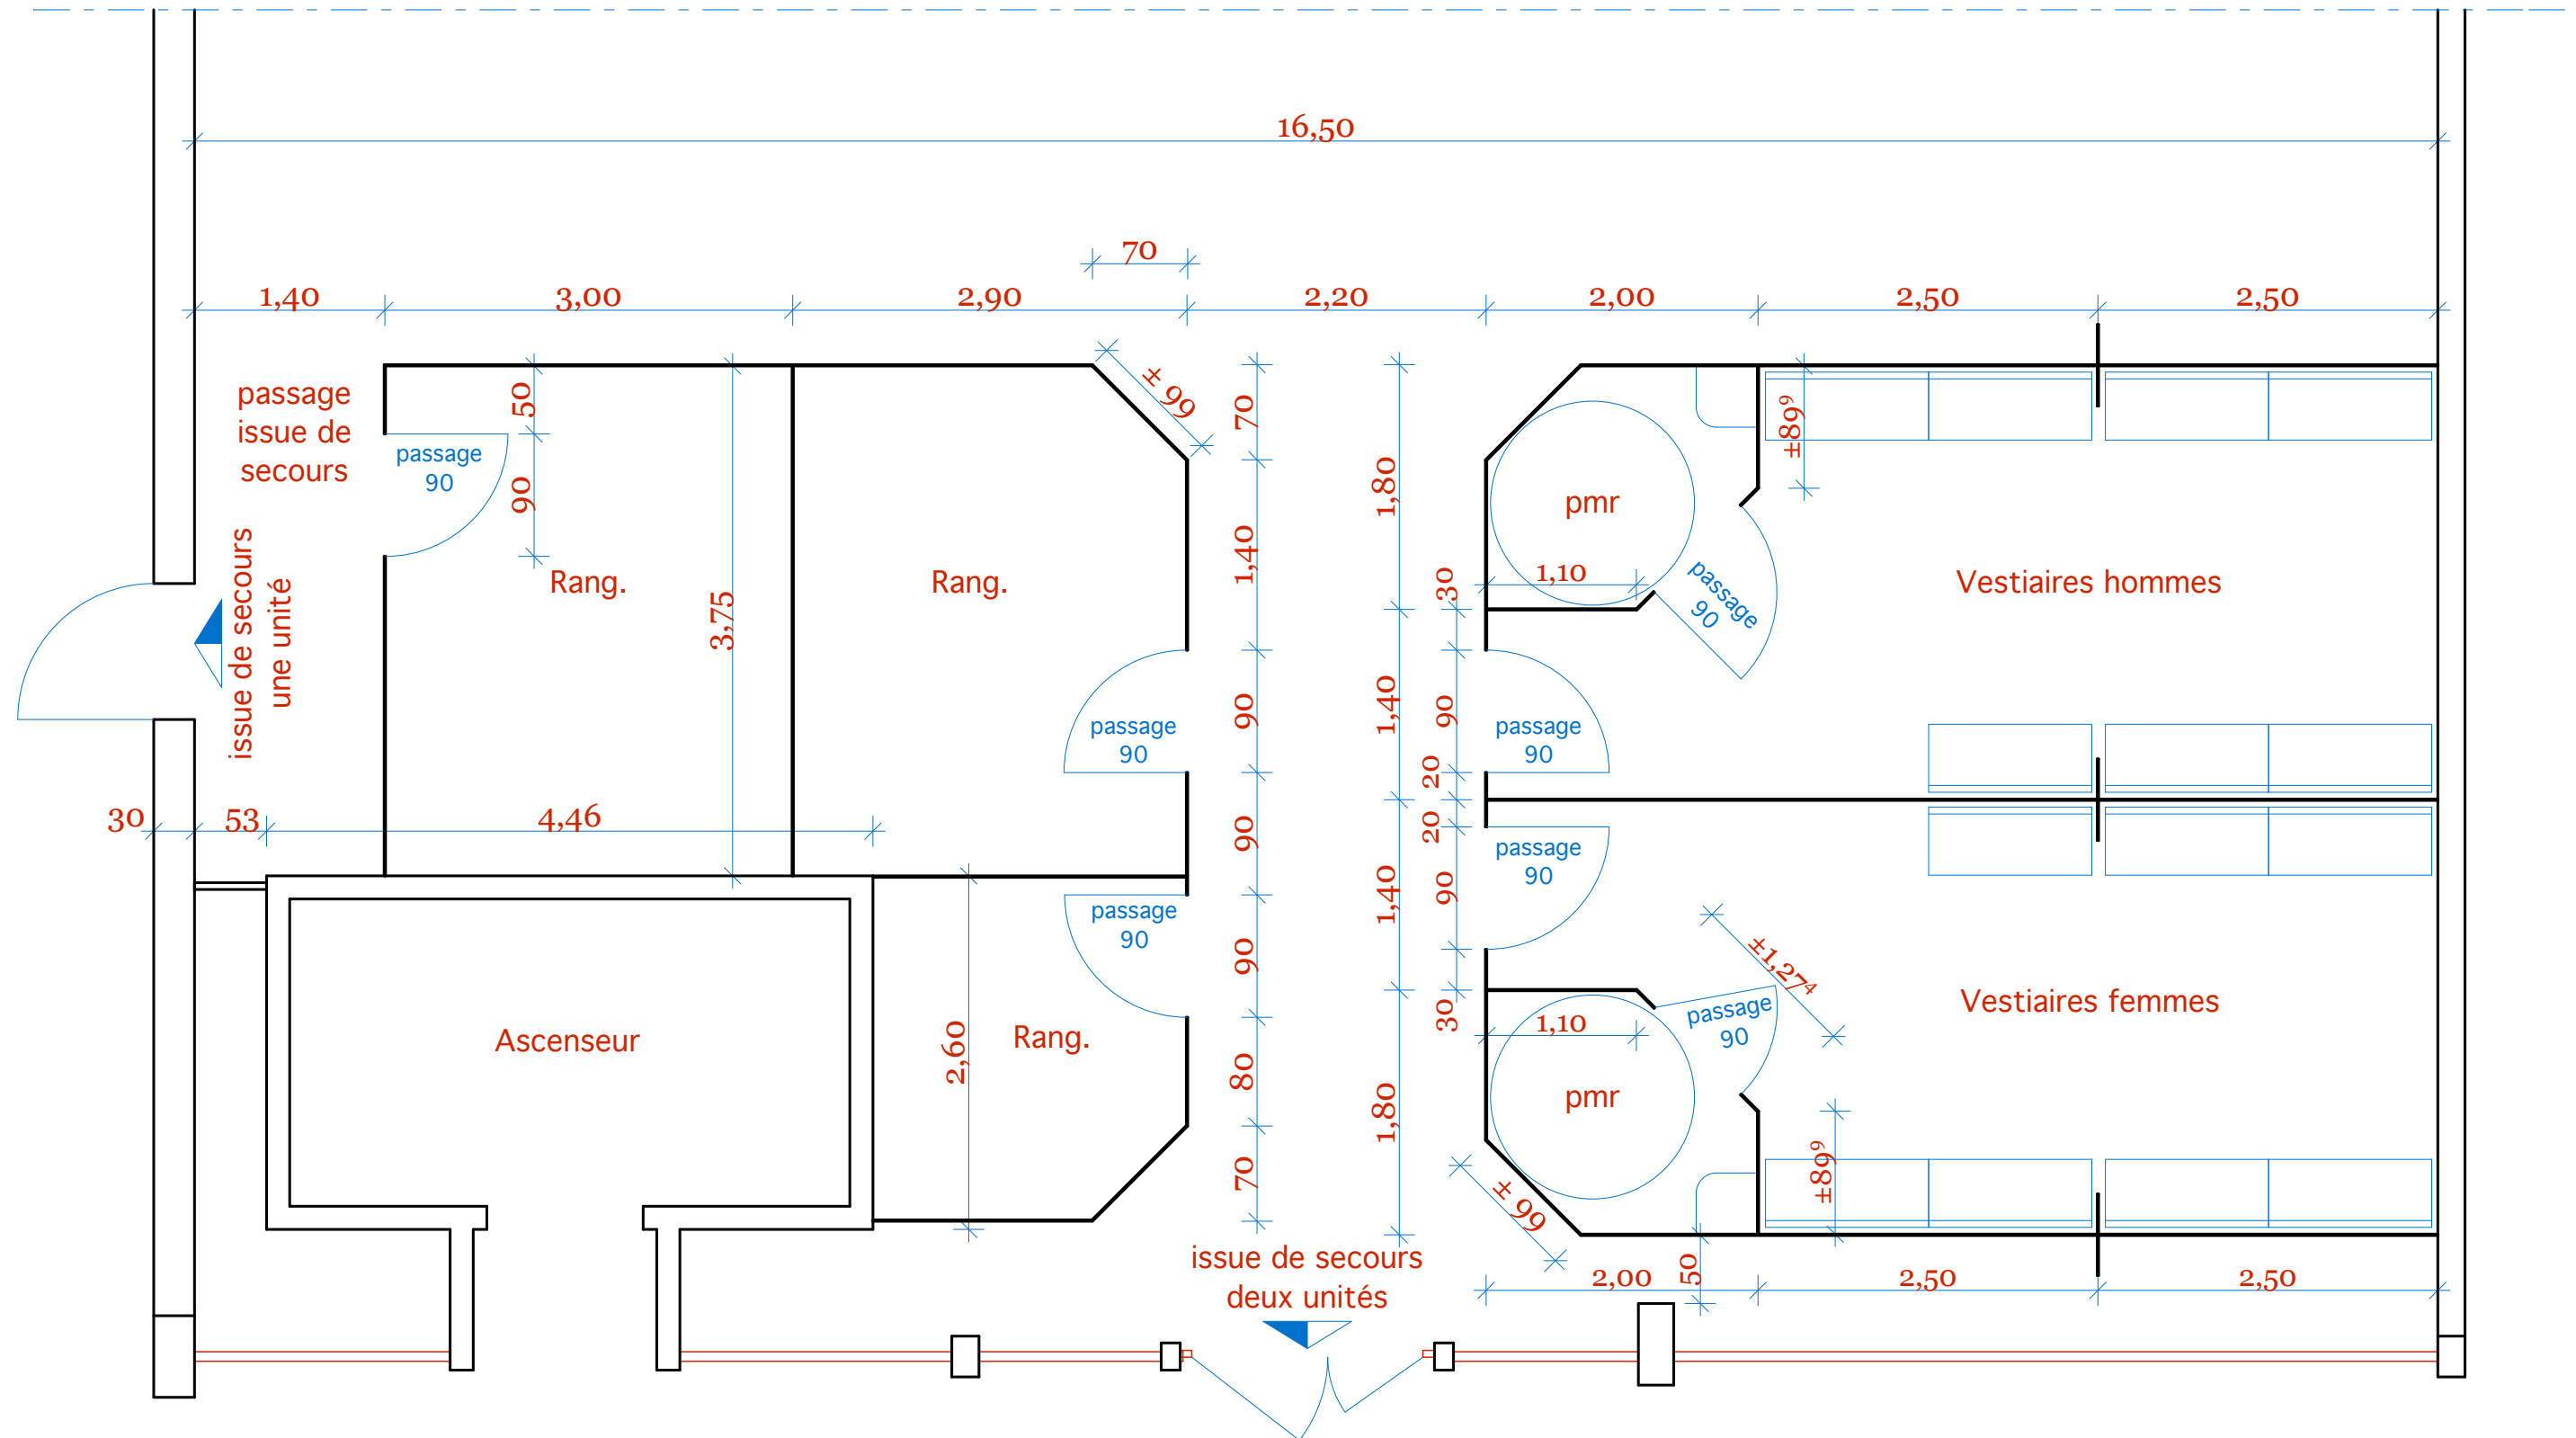 16,50
70
1,40
3,00
2,90
2,20
2,00
2,50
2,50
passage
issue de
secours
50
passage
90
90
± 99
70
1,80
±89⁹
pmr
1,40
30
1,10
passage
90
Rang.
Rang.
3,75
Vestiaires hommes
issue de secours
une unité
passage
90
90
1,40
90
passage
90
20
30
53
4,46
90
20
passage
90
90
1,40
passage
90
90
±1,27⁴
passage
90
Vestiaires femmes
Ascenseur
2,60
Rang.
80
30
1,10
pmr
1,80
70
±89⁹
± 99
issue de secours
deux unités
2,00
50
2,50
2,50